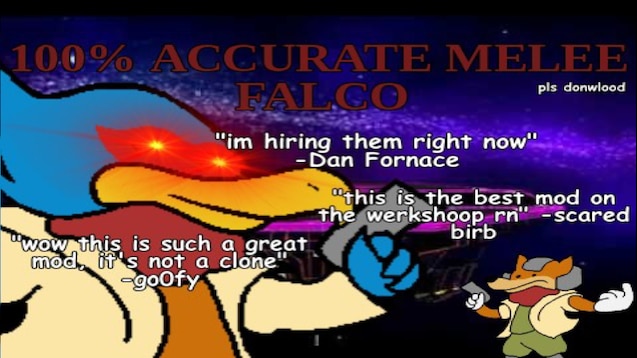 100% ACCURATE MELEE
FALCO
pls donwlood
"im hiring them right now"
-Dan Fornace
"this is the best mod on
the werkshoop rn" -scared
birb
"wow this is such a great
mod, it's not a clone"
-go0fy